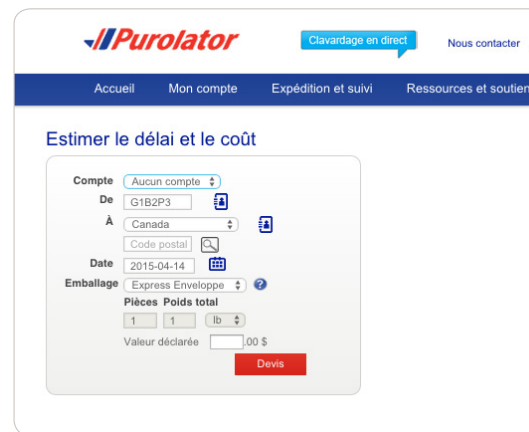 Purolator
Clavardage en direct
Nous contacter
Accueil Mon compte Expédition et suivi Ressources et soutien
Estimer le délai et le coût
Compte Aucun compte
De G1B2P3
À Canada
Code postal
Date 2015-04-14
Emballage Express Enveloppe ?
Pièces Poids total
1 1 lb
Valeur déclarée .00 $
Devis